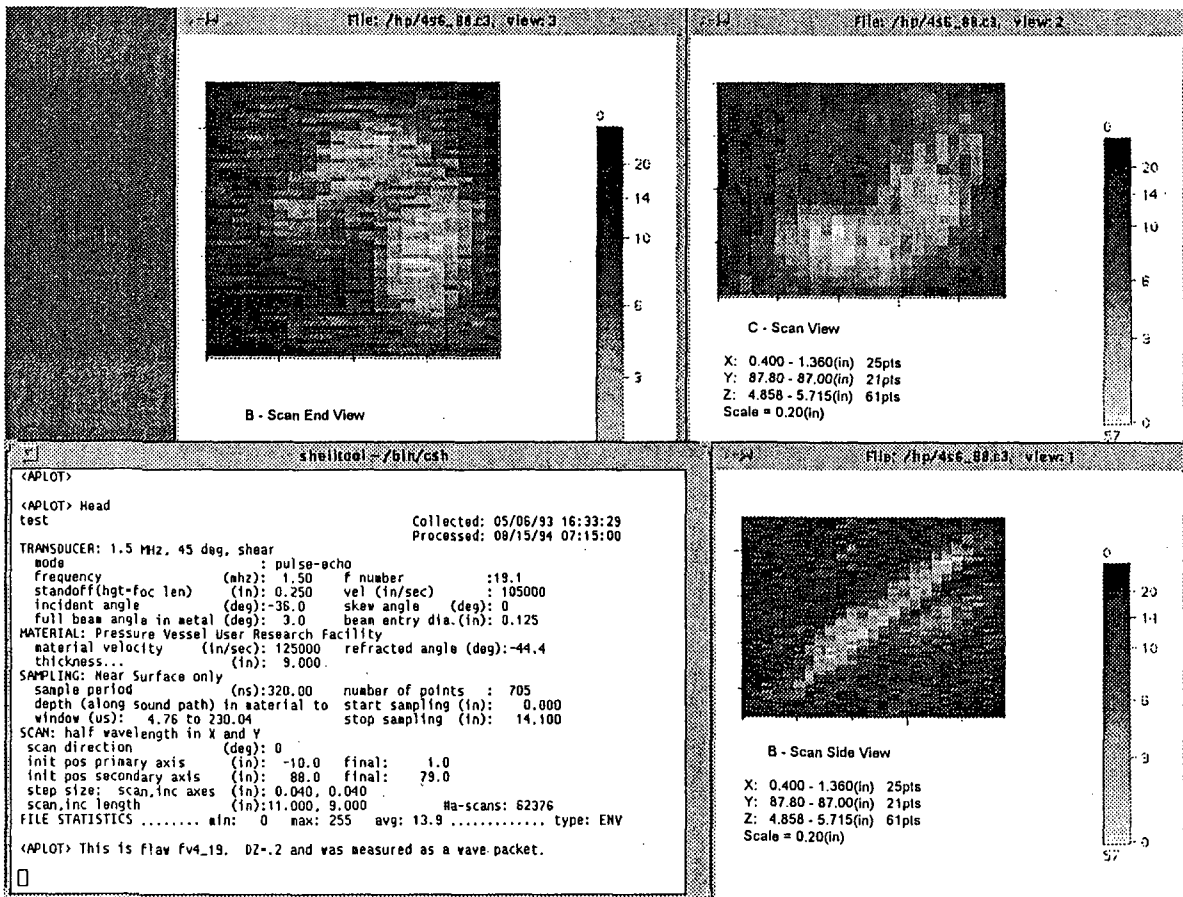 File: /hp/4s6_88.c3, view: 3
0
20
14
10
6
3
B - Scan End View
File: /hp/4s6_88.c3, view: 2
0
20
14
10
6
3
0
57
C - Scan View
X: 0.400 - 1.360(in) 25pts
Y: 87.80 - 87.00(in) 21pts
Z: 4.858 - 5.715(in) 61pts
Scale = 0.20(in)
shelltool - /bin/csh
<APLOT>
<APLOT> Head
test Collected: 05/06/93 16:33:29
Processed: 08/15/94 07:15:00
TRANSDUCER: 1.5 MHz, 45 deg, shear
mode : pulse-echo
frequency (mhz): 1.50 f number :19.1
standoff(hgt=foc len) (in): 0.250 vel (in/sec) : 105000
incident angle (deg):-36.0 skew angle (deg): 0
full beam angle in metal (deg): 3.0 beam entry dia.(in): 0.125
MATERIAL: Pressure Vessel User Research Facility
material velocity (in/sec): 125000 refracted angle (deg):-44.4
thickness... (in): 9.000
SAMPLING: Near Surface only
sample period (ns):320.00 number of points : 705
depth (along sound path) in material to start sampling (in): 0.000
window (us): 4.76 to 230.04 stop sampling (in): 14.100
SCAN: half wavelength in X and Y
scan direction (deg): 0
init pos primary axis (in): -10.0 final: 1.0
init pos secondary axis (in): 88.0 final: 79.0
step size: scan,inc axes (in): 0.040, 0.040
scan,inc length (in):11.000, 9.000 #a-scans: 62376
FILE STATISTICS ........ min: 0 max: 255 avg: 13.9 ............. type: ENV
<APLOT> This is flaw fv4_19. DZ=.2 and was measured as a wave packet.
File: /hp/4s6_88.c3, view: 1
0
20
14
10
6
3
0
57
B - Scan Side View
X: 0.400 - 1.360(in) 25pts
Y: 87.80 - 87.00(in) 21pts
Z: 4.858 - 5.715(in) 61pts
Scale = 0.20(in)